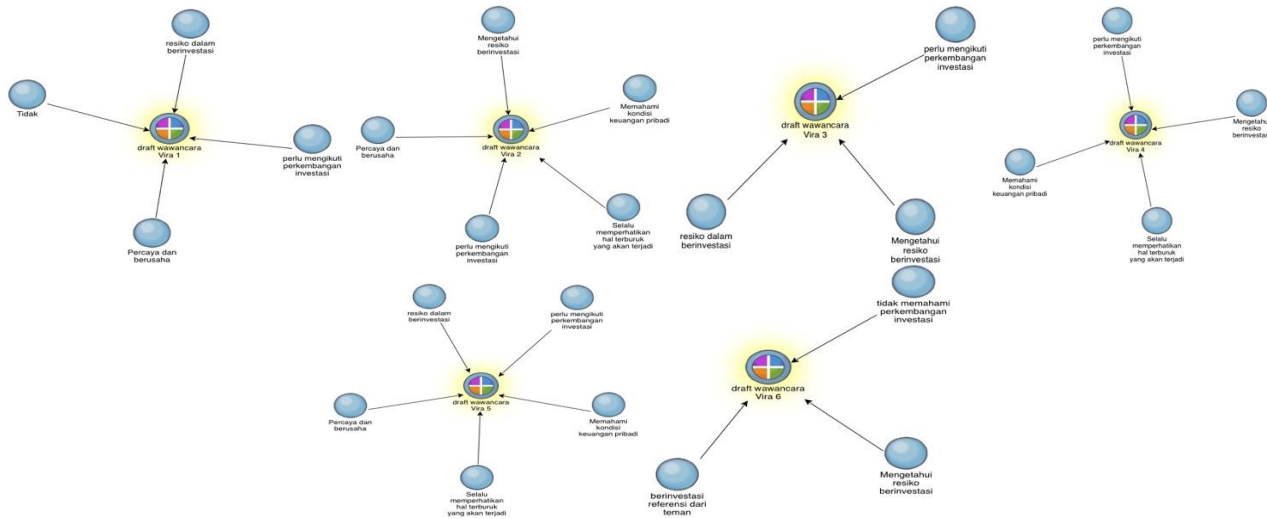 resiko dalam
berinvestasi
Tidak
draft wawancara
Vira 1
perlu mengikuti
perkembangan
investasi
Percaya dan
berusaha
Mengetahui
resiko
berinvestasi
Memahami
kondisi
keuangan pribadi
Percaya dan
berusaha
draft wawancara
Vira 2
perlu mengikuti
perkembangan
investasi
Selalu
memperhatikan
hal terburuk
yang akan terjadi
perlu mengikuti
perkembangan
investasi
draft wawancara
Vira 3
resiko dalam
berinvestasi
Mengetahui
resiko
berinvestasi
perlu mengikuti
perkembangan
investasi
Mengetahui
resiko
berinvestasi
draft wawancara
Vira 4
Memahami
kondisi
keuangan pribadi
Selalu
memperhatikan
hal terburuk
yang akan terjadi
resiko dalam
berinvestasi
perlu mengikuti
perkembangan
investasi
draft wawancara
Vira 5
Percaya dan
berusaha
Memahami
kondisi
keuangan pribadi
Selalu
memperhatikan
hal terburuk
yang akan terjadi
tidak memahami
perkembangan
investasi
draft wawancara
Vira 6
berinvestasi
referensi dari
teman
Mengetahui
resiko
berinvestasi